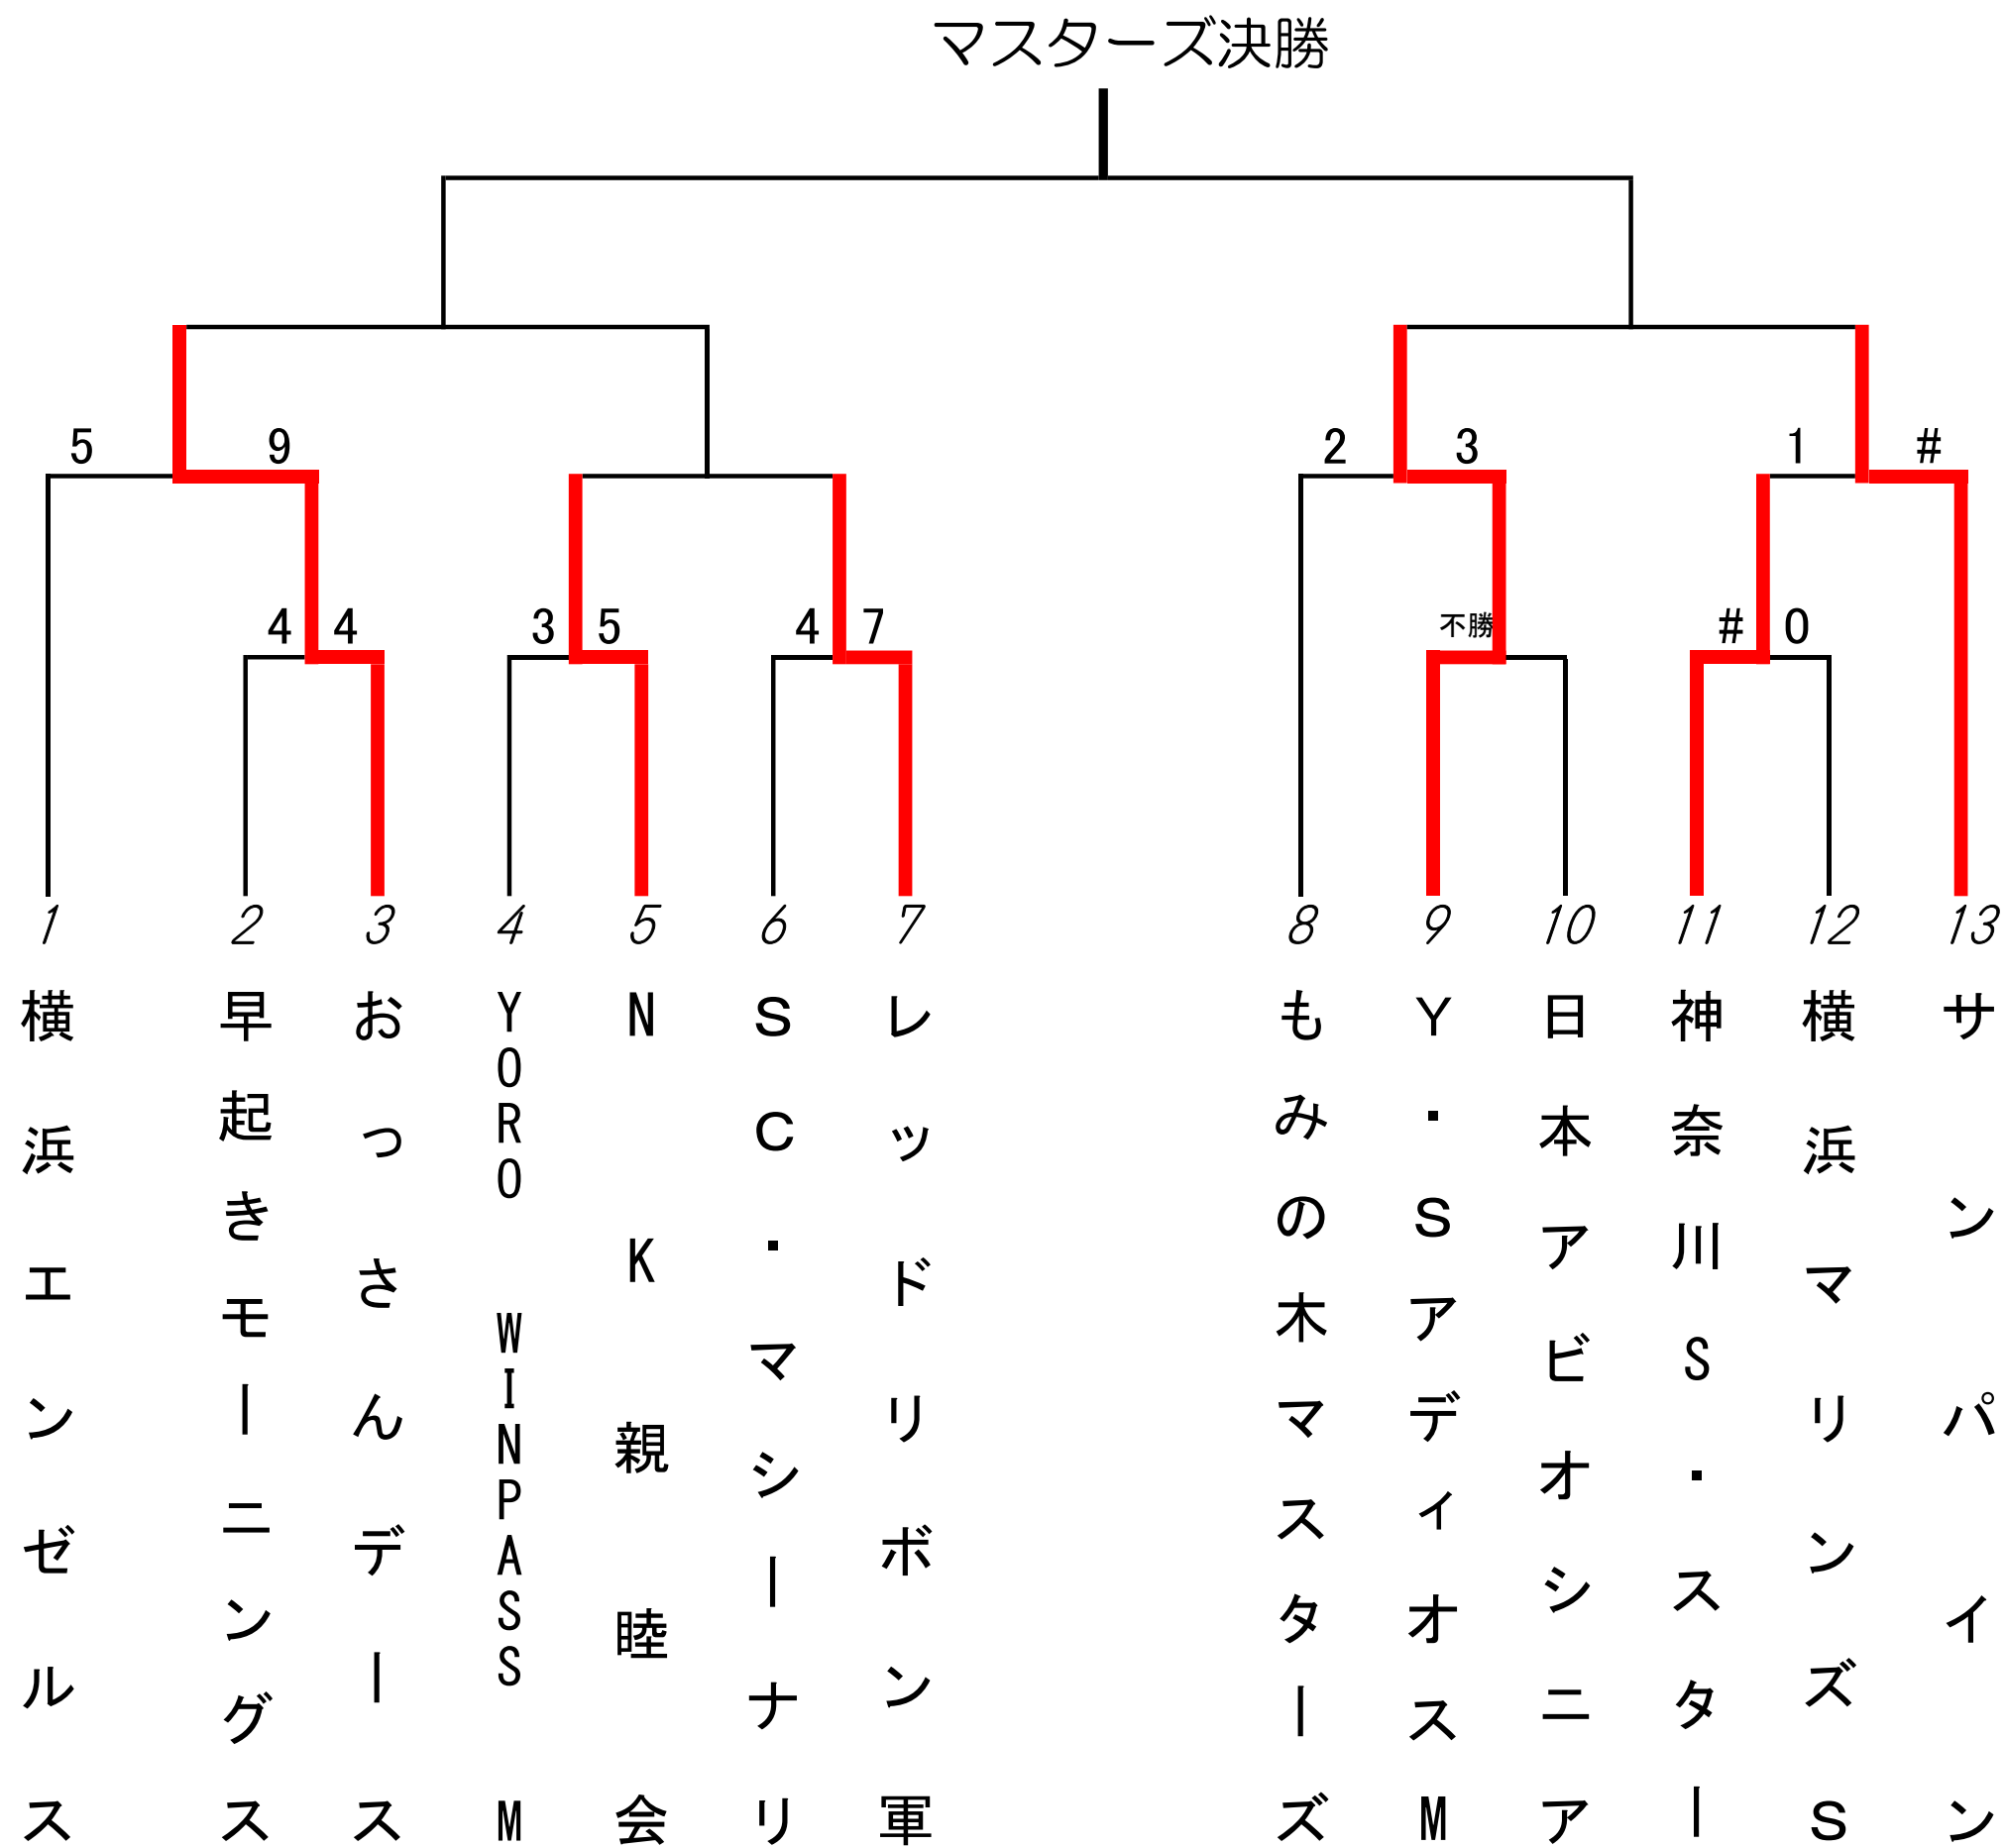 マスターズ決勝
5 9 2 3 1 #
4 4 3 5 4 7 不勝 # 0
1 2 3 4 5 6 7 8 9 10 11 12 13
横浜エンゼルス
早起きモーニングス
おっさんデース
YORO WINPASS M
NK親睦会
SC・マシーナリ
レッドリボン軍
もみの木マスターズ
Y・SアディオスM
日本アビオシニア
神奈川S・スター
横浜マリンズS
サンパイン